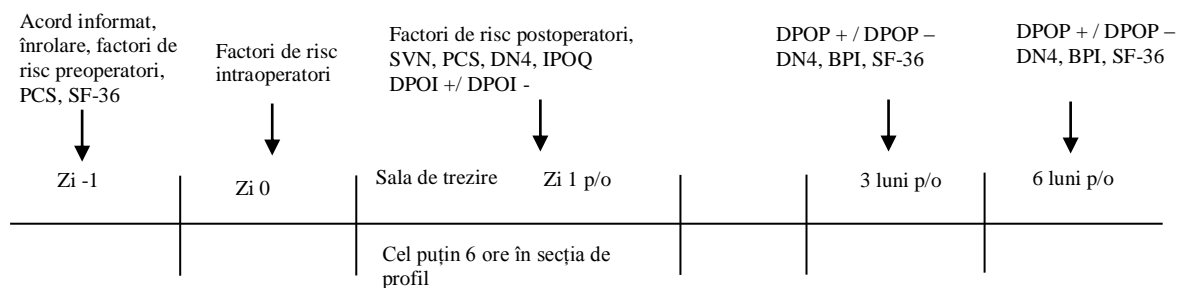 Acord informat,
înrolare, factori de
risc preoperatori,
PCS, SF-36
Factori de risc
intraoperatori
Factori de risc postoperatori,
SVN, PCS, DN4, IPOQ
DPOI +/ DPOI -
DPOP + / DPOP –
DN4, BPI, SF-36
DPOP + / DPOP –
DN4, BPI, SF-36
Zi -1
Zi 0
Sala de trezire
Zi 1 p/o
3 luni p/o
6 luni p/o
Cel puțin 6 ore în secția de
profil